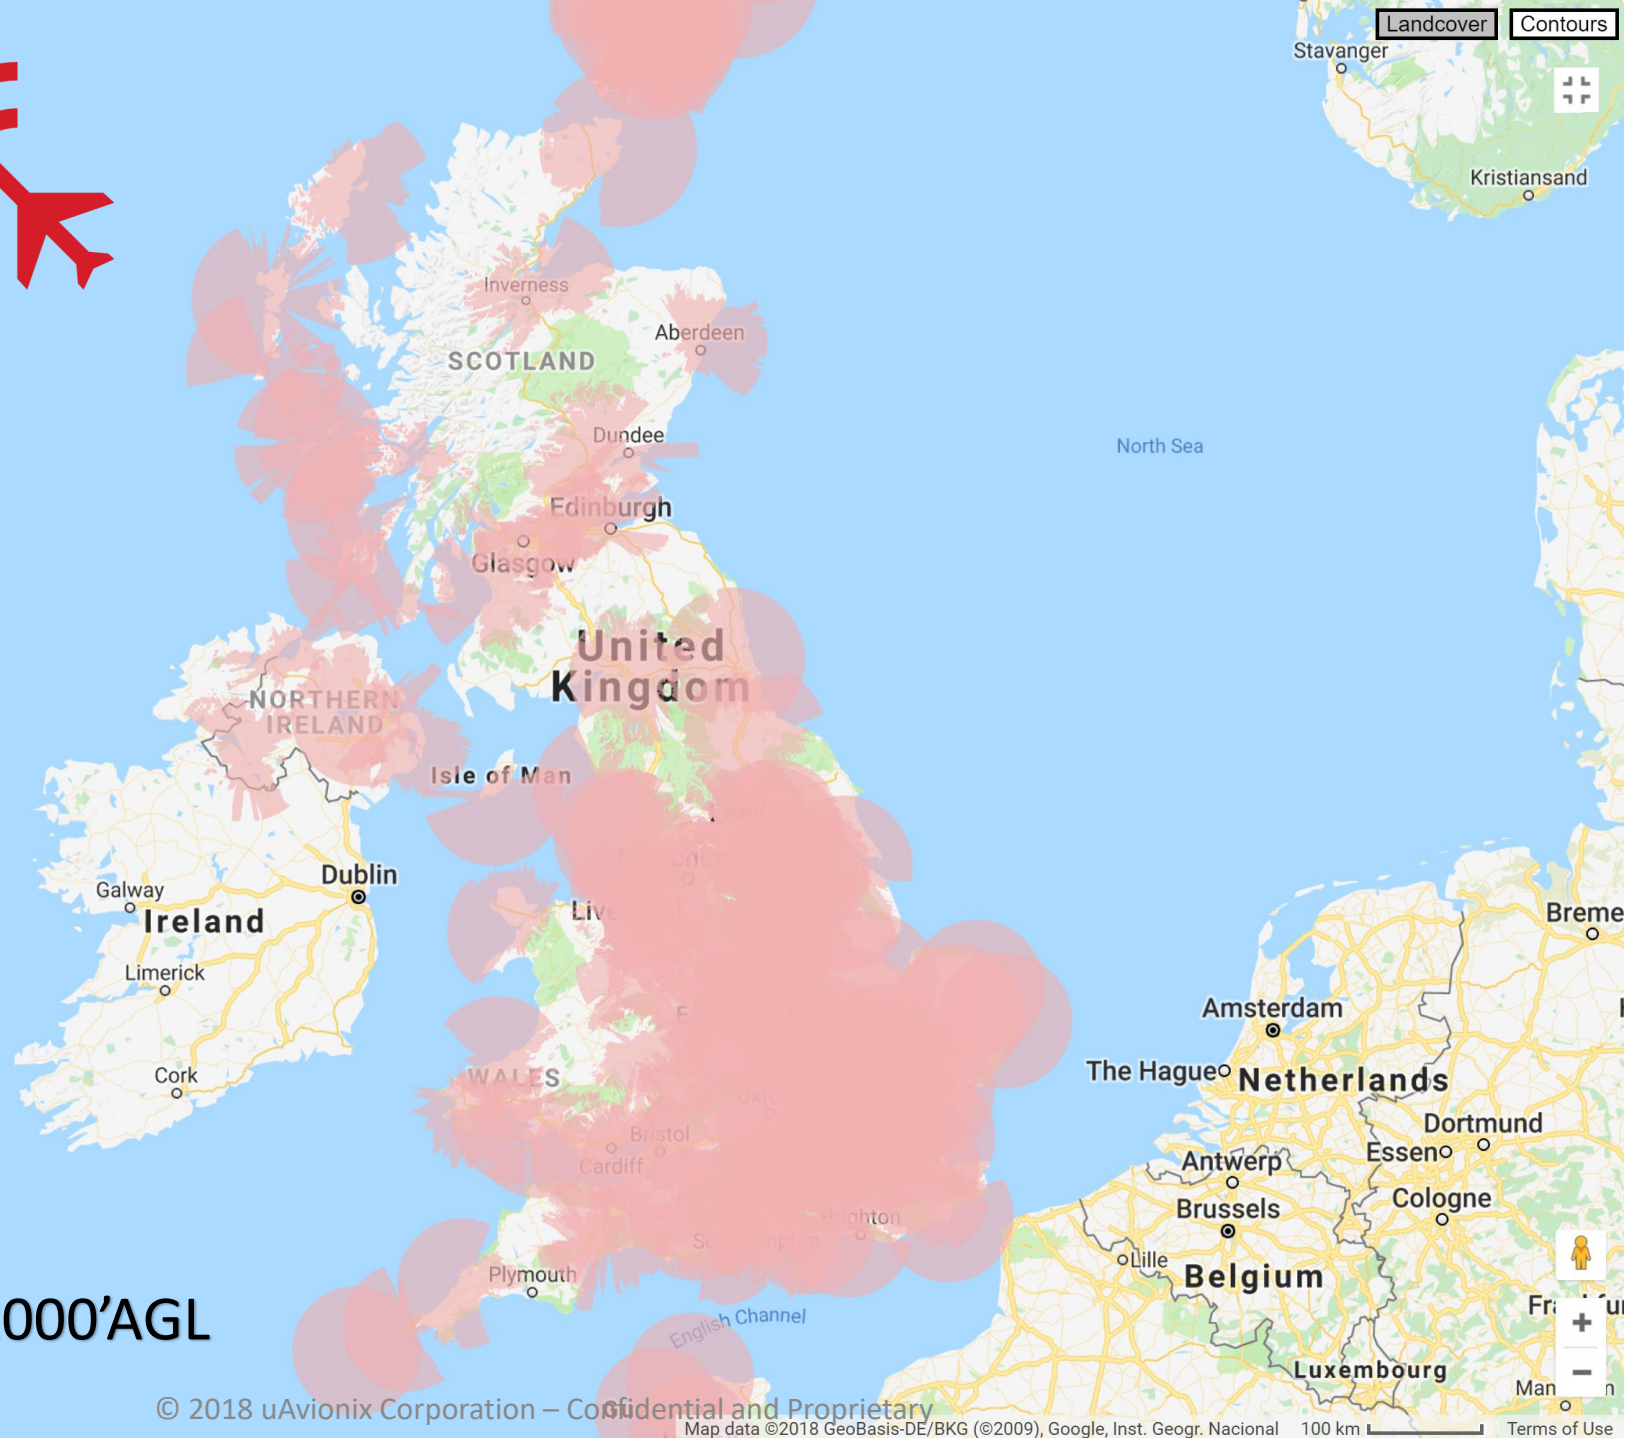 Landcover Contours
Stavanger
Kristiansand
Inverness
Aberdeen
SCOTLAND
Dundee
North Sea
Edinburgh
Glasgow
United
Kingdom
NORTHERN
IRELAND
Isle of Man
Dublin
Galway
Ireland
Breme
Limerick
Amsterdam
Cork
WALES
The Hague
Netherlands
Dortmund
Bristol
Essen
Cardiff
Antwerp
Cologne
Brussels
Brighton
Lille
Plymouth
Belgium
000'AGL
English Channel
Luxembourg
© 2018 uAvionix Corporation – Confidential and Proprietary
Map data ©2018 GeoBasis-DE/BKG (©2009), Google, Inst. Geogr. Nacional 100 km Terms of Use